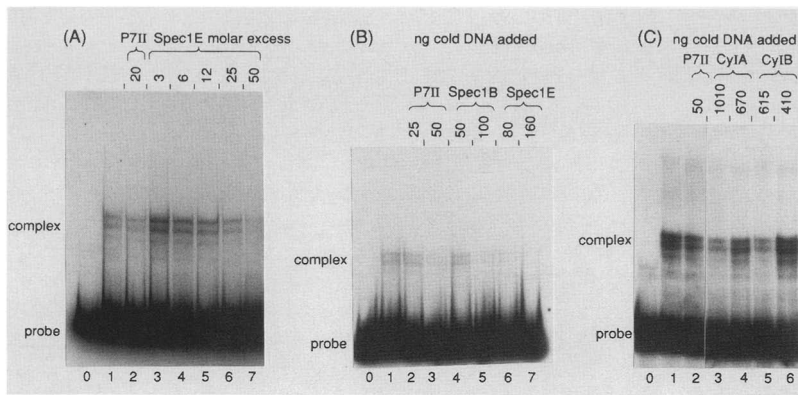 (A) P7II Spec1E molar excess
20 3 6 12 25 50
complex
probe
0 1 2 3 4 5 6 7
(B) ng cold DNA added
P7II Spec1B Spec1E
25 50 50 100 80 160
complex
probe
0 1 2 3 4 5 6 7
(C) ng cold DNA added
P7II CyIA CyIB
50 1010 670 615 410
complex
probe
0 1 2 3 4 5 6